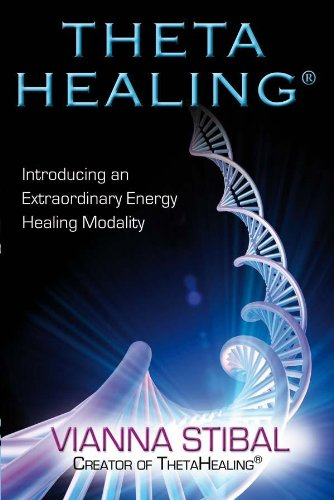 THETA
HEALING®
Introducing an
Extraordinary Energy
Healing Modality
VIANNA STIBAL
CREATOR OF THETAHEALING®